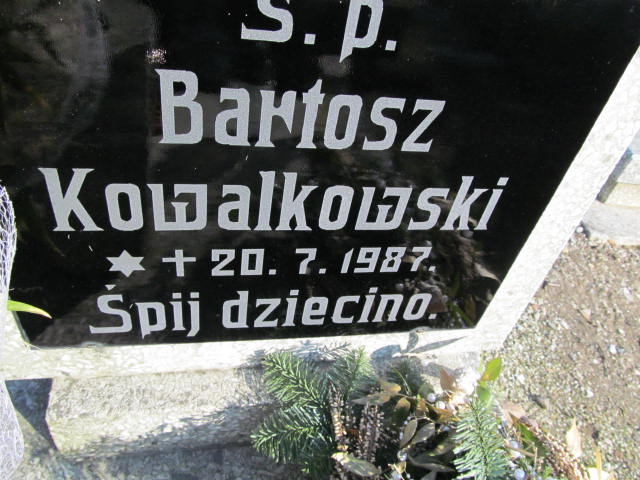 Ś. p.
Bartosz
Kowalkowski
✶ + 20. 7. 1987.
Śpij dziecino.